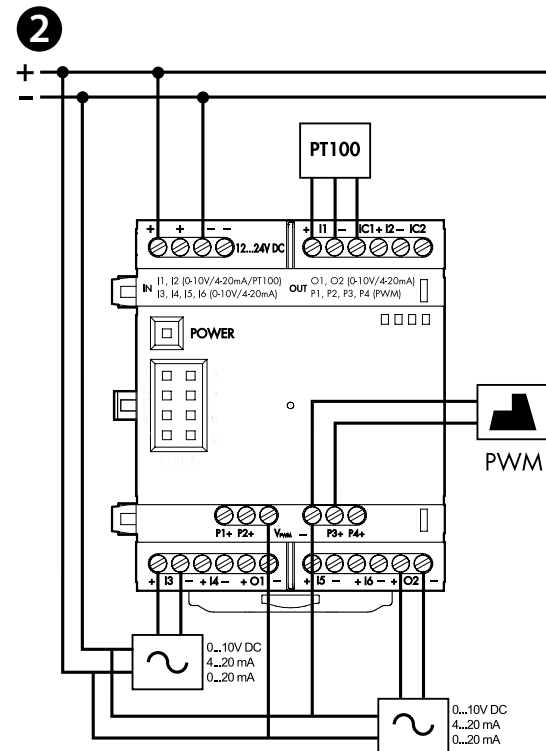 2
+
−
PT100
+ + − − 12...24V DC + I1 − IC1 + I2 − IC2
IN I1, I2 (0-10V/4-20mA/PT100) OUT O1, O2 (0-10V/4-20mA)
I3, I4, I5, I6 (0-10V/4-20mA) P1, P2, P3, P4 (PWM)
POWER
PWM
P1+ P2+ VPWM − P3+ P4+
+ I3 − + I4 − + O1 − + I5 − + I6 − + O2 −
0...10V DC
4...20 mA
0...20 mA
0...10V DC
4...20 mA
0...20 mA